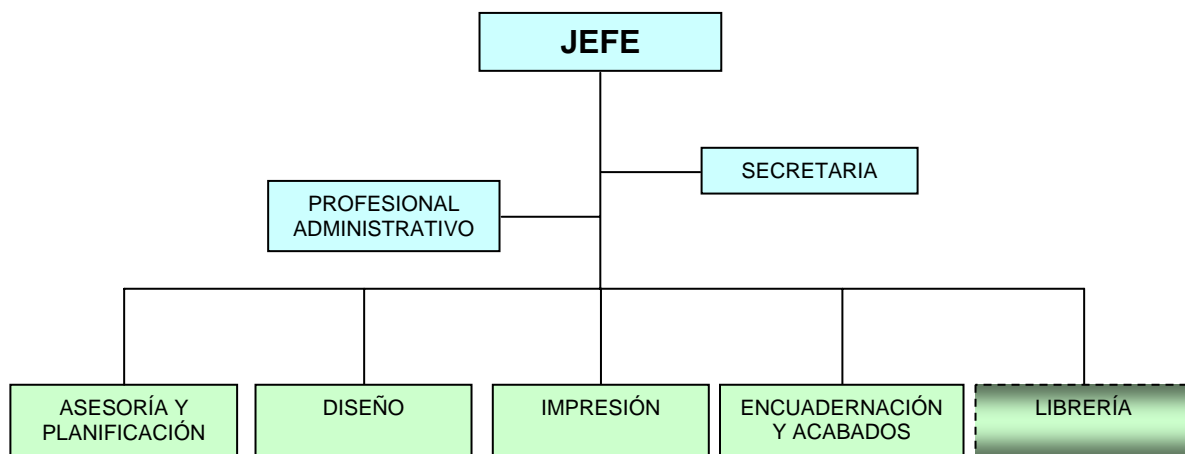 JEFE
SECRETARIA
PROFESIONAL
ADMINISTRATIVO
ASESORÍA Y
PLANIFICACIÓN
DISEÑO
IMPRESIÓN
ENCUADERNACIÓN
Y ACABADOS
LIBRERÍA